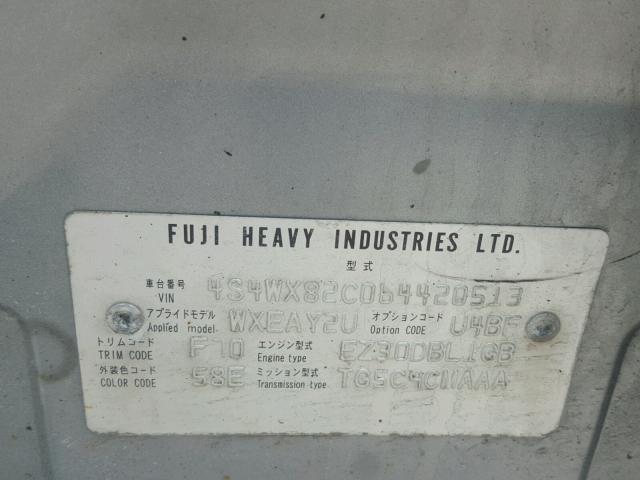 FUJI HEAVY INDUSTRIES LTD.
型式
車台番号 VIN 4S4WX82CD64420513
アプライドモデル Applied model WXEAY2U オプションコード Option CODE U4BF
トリムコード TRIM CODE F70 エンジン型式 Engine type EZ30DBL1GB
外装色コード COLOR CODE 58E ミッション型式 Transmission type TG5C4CNAAA